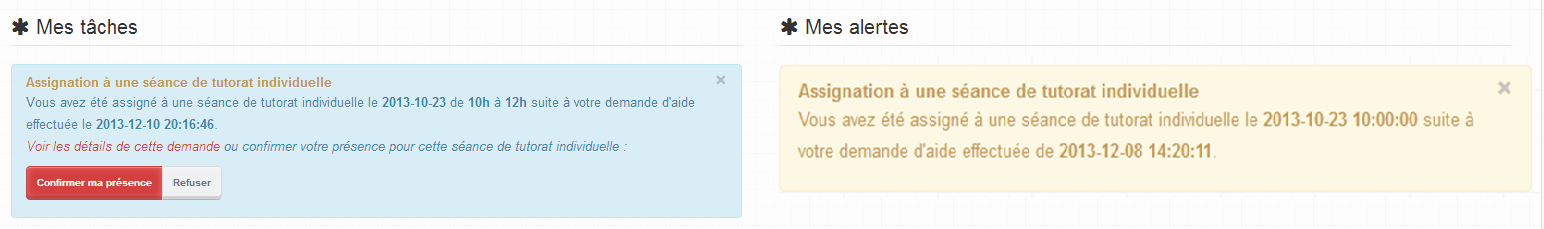 Mes tâches
Assignation à une séance de tutorat individuelle
Vous avez été assigné à une séance de tutorat individuelle le 2013-10-23 de 10h à 12h suite à votre demande d'aide
effectuée le 2013-12-10 20:16:46.
Voir les détails de cette demande ou confirmer votre présence pour cette séance de tutorat individuelle :
Confirmer ma présence Refuser
Mes alertes
Assignation à une séance de tutorat individuelle
Vous avez été assigné à une séance de tutorat individuelle le 2013-10-23 10:00:00 suite à
votre demande d'aide effectuée de 2013-12-08 14:20:11.